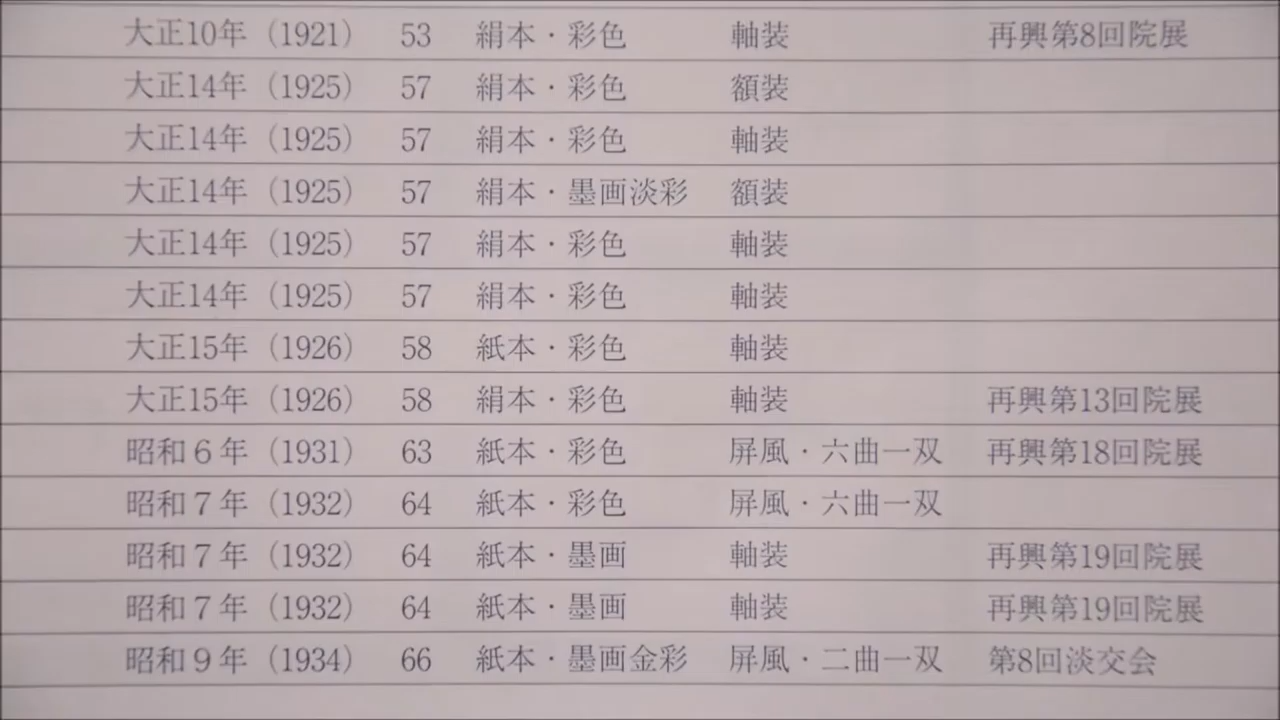 大正10年（1921） 53 絹本・彩色 軸装 再興第8回院展
大正14年（1925） 57 絹本・彩色 額装
大正14年（1925） 57 絹本・彩色 軸装
大正14年（1925） 57 絹本・墨画淡彩 額装
大正14年（1925） 57 絹本・彩色 軸装
大正14年（1925） 57 絹本・彩色 軸装
大正15年（1926） 58 紙本・彩色 軸装
大正15年（1926） 58 絹本・彩色 軸装 再興第13回院展
昭和６年（1931） 63 紙本・彩色 屏風・六曲一双 再興第18回院展
昭和７年（1932） 64 紙本・彩色 屏風・六曲一双
昭和７年（1932） 64 紙本・墨画 軸装 再興第19回院展
昭和７年（1932） 64 紙本・墨画 軸装 再興第19回院展
昭和９年（1934） 66 紙本・墨画金彩 屏風・二曲一双 第8回淡交会